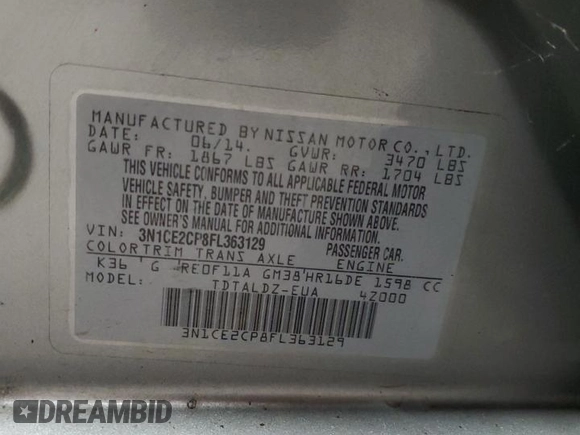 MANUFACTURED BY NISSAN MOTOR CO., LTD.
DATE: 06/14. GVWR: 3470 LBS
GAWR FR: 1867 LBS GAWR RR: 1704 LBS
THIS VEHICLE CONFORMS TO ALL APPLICABLE FEDERAL MOTOR
VEHICLE SAFETY, BUMPER AND THEFT PREVENTION STANDARDS
IN EFFECT ON THE DATE OF MANUFACTURE SHOWN ABOVE.
SEE OWNER'S MANUAL FOR ADDITIONAL INFORMATION.
VIN: 3N1CE2CP8FL363129 PASSENGER CAR.
COLOR TRIM TRANS AXLE ENGINE
K36 G RE0F11A GM38 HR16DE 1598 CC
MODEL: TDTALDZ-EUA 4Z000
3N1CE2CP8FL363129
DREAMBID